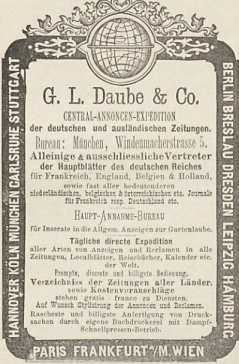 G. L. Daube & Co.
CENTRAL-ANNONCEN-EXPEDITION
der deutschen und ausländischen Zeitungen.
Bureau: München, Windenmacherstrasse 5.
Alleinige & ausschliessliche Vertreter
der Hauptblätter des deutschen Reiches
für Frankreich, England, Belgien & Holland,
sowie fast aller bedeutenderen
niederländischen, belgischen & österreichischen etc. Journale
für Frankreich resp. Deutschland etc.
HAUPT-ANNAHME-BUREAU
für Inserate in die Allgem. Anzeigen zur Gartenlaube.
Tägliche directe Expedition
aller Arten von Anzeigen und Reclamen in alle
Zeitungen, Localblätter, Reisebücher, Kalender etc.
der Welt.
Prompte, discrete und billigste Bedienung.
Verzeichniss der Zeitungen aller Länder,
sowie Kostenvoranschläge
stehen gratis franco zu Diensten.
Auf Wunsch Stylisirung der Annoncen und Reclamen.
Rascheste und billigste Anfertigung von Druck-
sachen durch eigene Buchdruckerei mit Dampf-
Schnellpressen-Betrieb.
HANNOVER KÖLN MÜNCHEN CARLSRUHE STUTTGART
BERLIN BRESLAU DRESDEN LEIPZIG HAMBURG
PARIS FRANKFURT a/M. WIEN